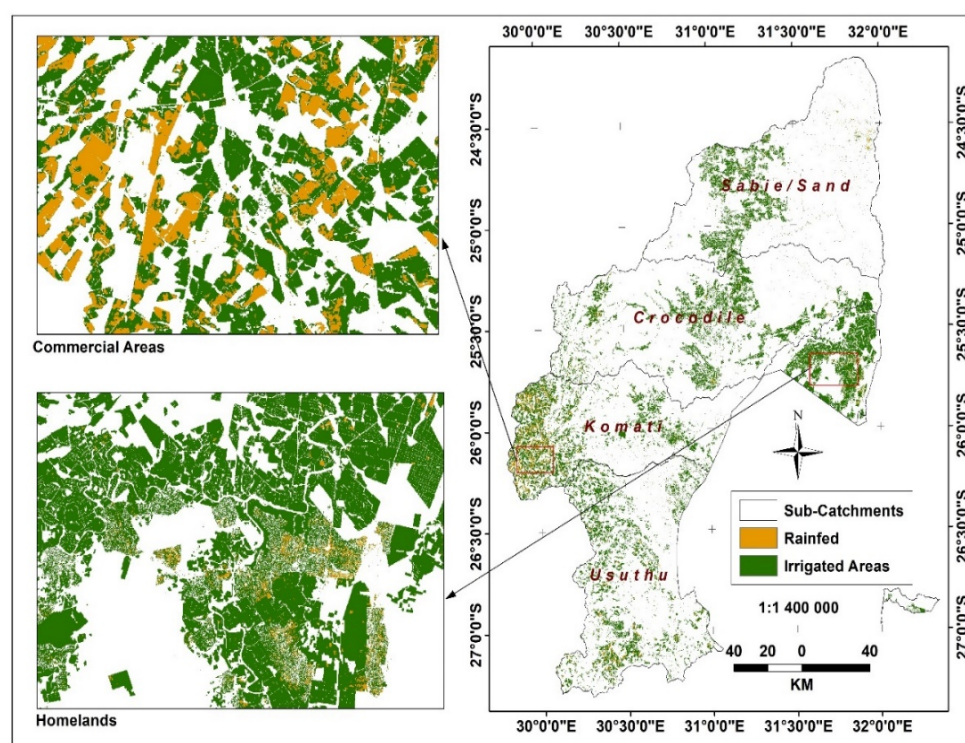 30°0'0"E 30°30'0"E 31°0'0"E 31°30'0"E 32°0'0"E
24°30'0"S
24°30'0"S
Sabie/Sand
25°0'0"S
25°0'0"S
Crocodile
25°30'0"S
25°30'0"S
Commercial Areas
Komati
N
26°0'0"S
26°0'0"S
Sub-Catchments
Rainfed
Irrigated Areas
26°30'0"S
26°30'0"S
Usuthu
1:1 400 000
27°0'0"S
27°0'0"S
40 20 0 40
KM
Homelands
30°0'0"E 30°30'0"E 31°0'0"E 31°30'0"E 32°0'0"E